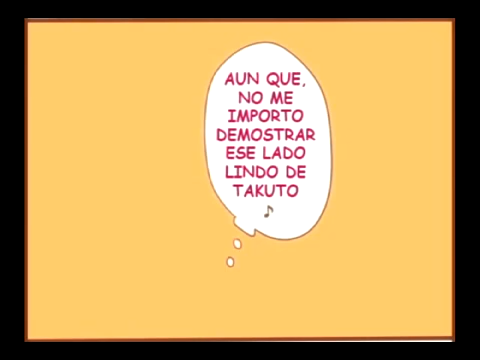 AUN QUE,
NO ME
IMPORTO
DEMOSTRAR
ESE LADO
LINDO DE
TAKUTO
♪